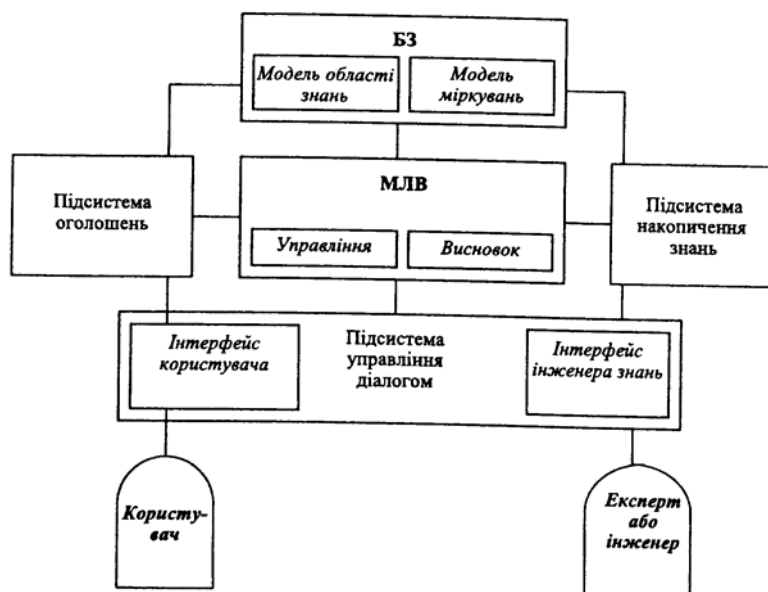 БЗ
Модель області
знань
Модель
міркувань
Підсистема
оголошень
МЛВ
Управління
Висновок
Підсистема
накопичення
знань
Інтерфейс
користувача
Підсистема
управління
діалогом
Інтерфейс
інженера знань
Користу-
вач
Експерт
або
інженер